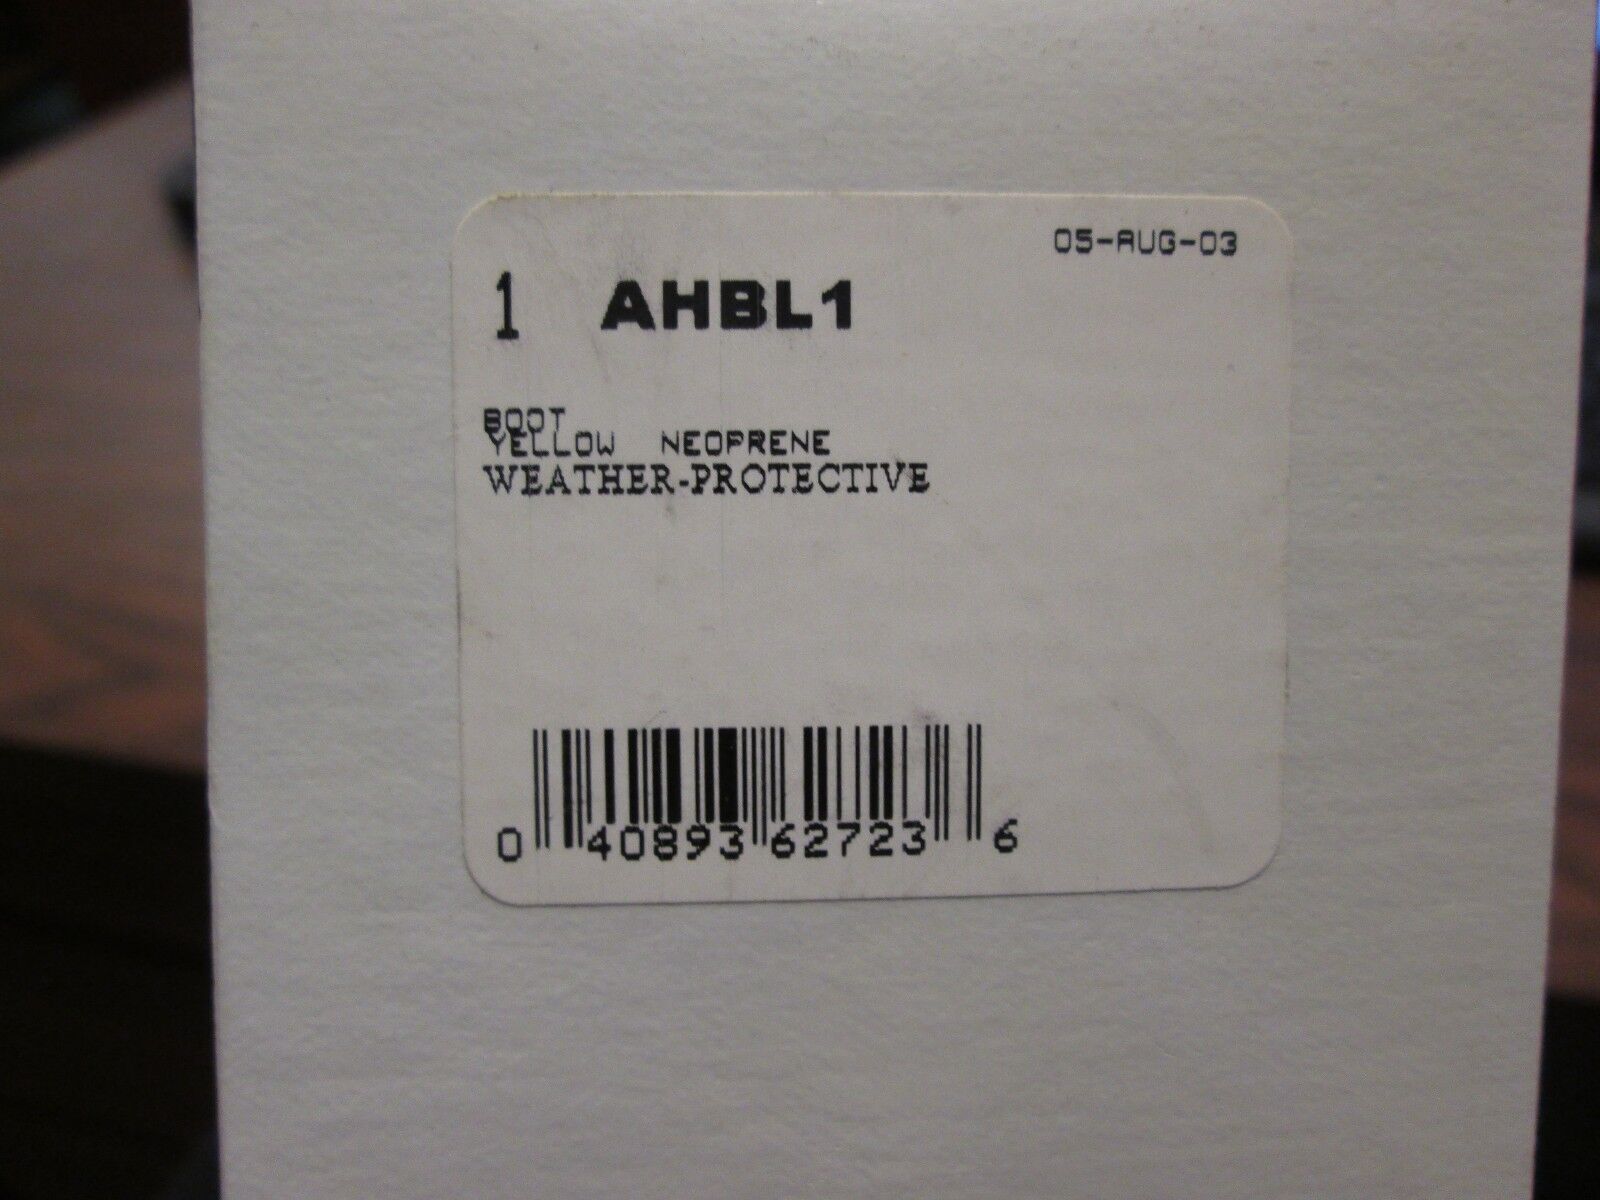 05-AUG-03
1 AHBL1
BOOT
YELLOW NEOPRENE
WEATHER-PROTECTIVE
0 40893 62723 6